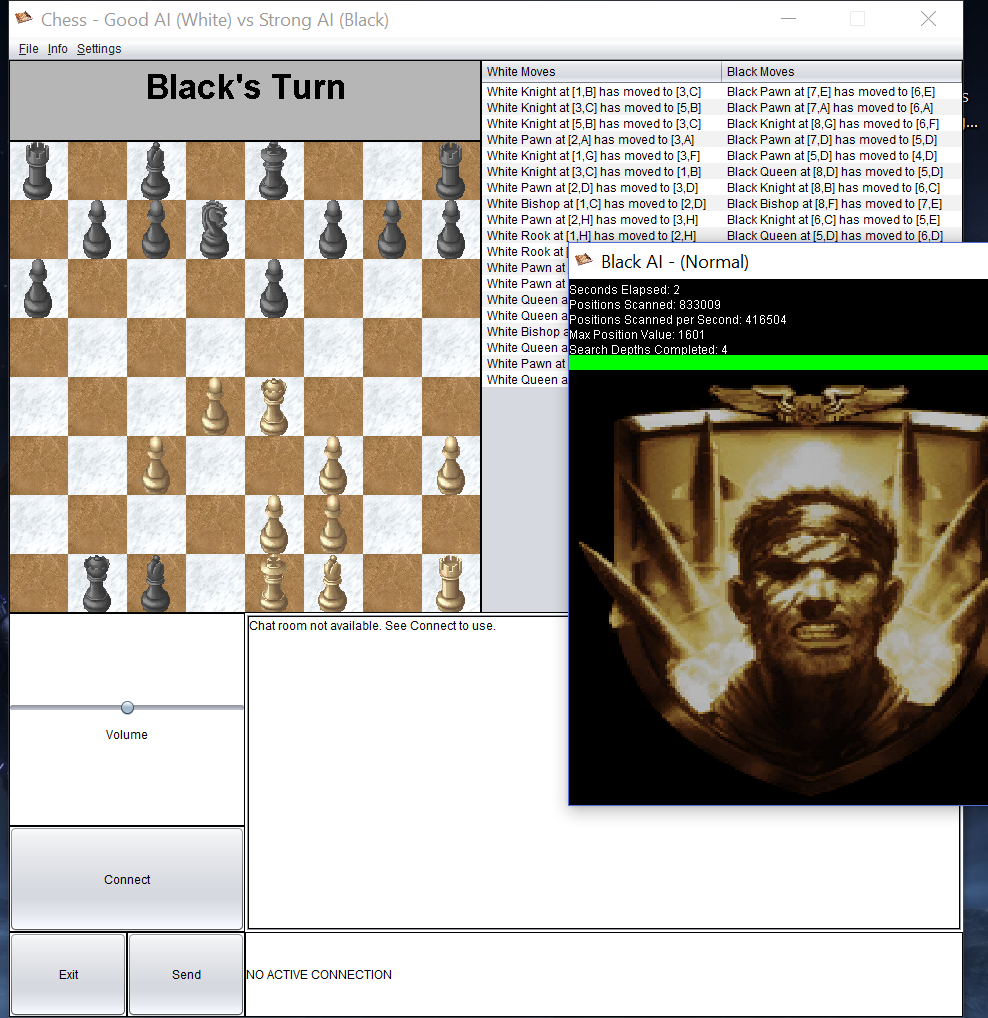 Chess - Good AI (White) vs Strong AI (Black)
File Info Settings
Black's Turn
White Moves Black Moves
White Knight at [1,B] has moved to [3,C] Black Pawn at [7,E] has moved to [6,E]
White Knight at [3,C] has moved to [5,B] Black Pawn at [7,A] has moved to [6,A]
White Knight at [5,B] has moved to [3,C] Black Knight at [8,G] has moved to [6,F]
White Pawn at [2,A] has moved to [3,A] Black Pawn at [7,D] has moved to [5,D]
White Knight at [1,G] has moved to [3,F] Black Pawn at [5,D] has moved to [4,D]
White Knight at [3,C] has moved to [1,B] Black Queen at [8,D] has moved to [5,D]
White Pawn at [2,D] has moved to [3,D] Black Knight at [8,B] has moved to [6,C]
White Bishop at [1,C] has moved to [2,D] Black Bishop at [8,F] has moved to [7,E]
White Pawn at [2,H] has moved to [3,H] Black Knight at [6,C] has moved to [5,E]
White Rook at [1,H] has moved to [2,H] Black Queen at [5,D] has moved to [6,D]
White Rook at [
White Pawn at
White Pawn at
White Queen a
White Queen a
White Bishop a
White Queen a
White Pawn at
White Queen a
Black AI - (Normal)
Seconds Elapsed: 2
Positions Scanned: 833009
Positions Scanned per Second: 416504
Max Position Value: 1601
Search Depths Completed: 4
Chat room not available. See Connect to use.
Volume
Connect
Exit
Send
NO ACTIVE CONNECTION